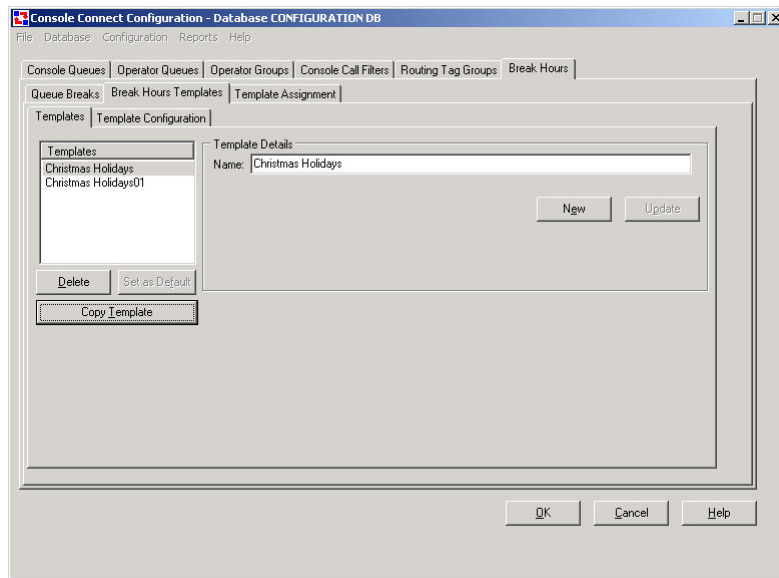 Console Connect Configuration - Database CONFIGURATION DB
File Database Configuration Reports Help
Console Queues Operator Queues Operator Groups Console Call Filters Routing Tag Groups Break Hours
Queue Breaks Break Hours Templates Template Assignment
Templates Template Configuration
Templates
Christmas Holidays
Christmas Holidays01
Template Details
Name: Christmas Holidays
New Update
Delete Set as Default
Copy Template
OK Cancel Help